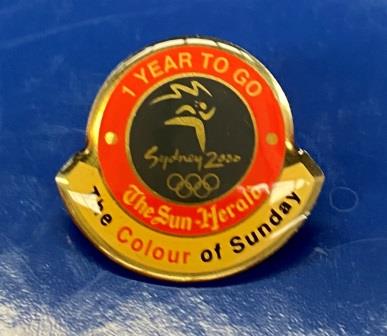 1 YEAR TO GO
Sydney 2000
The Sun-Herald
The Colour of Sunday